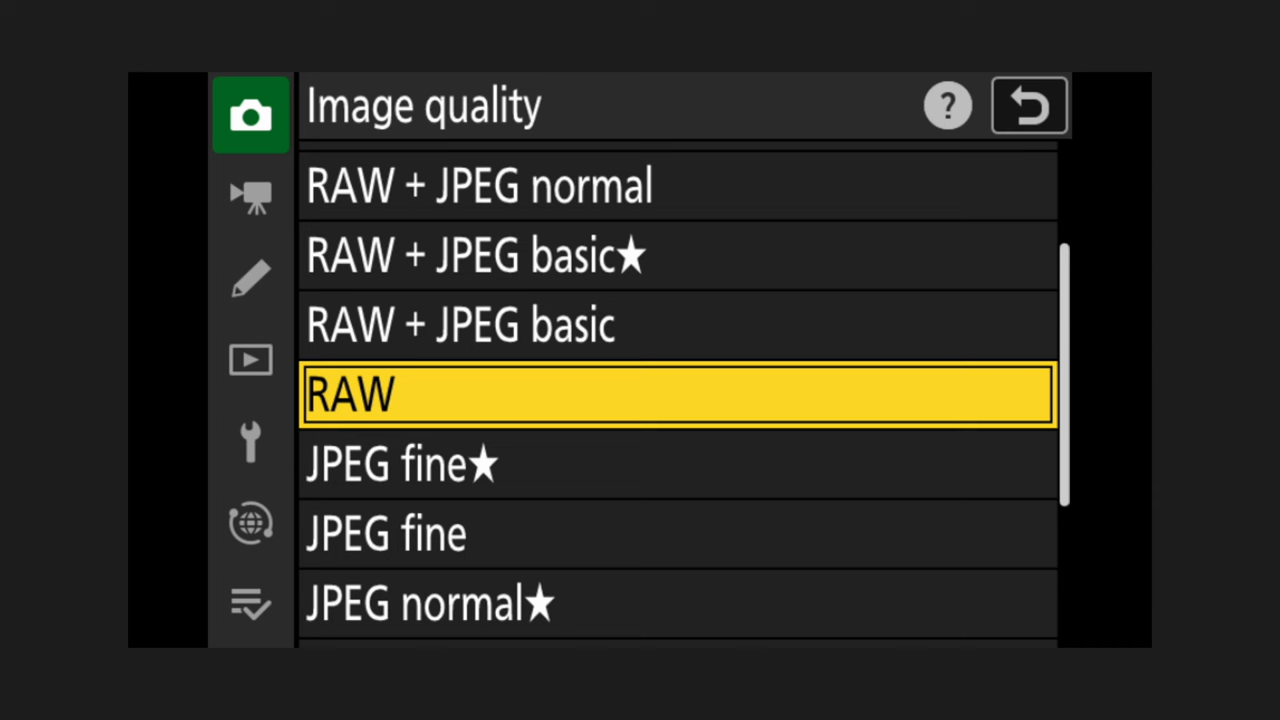 Image quality ?
RAW + JPEG normal
RAW + JPEG basic★
RAW + JPEG basic
RAW
JPEG fine★
JPEG fine
JPEG normal★